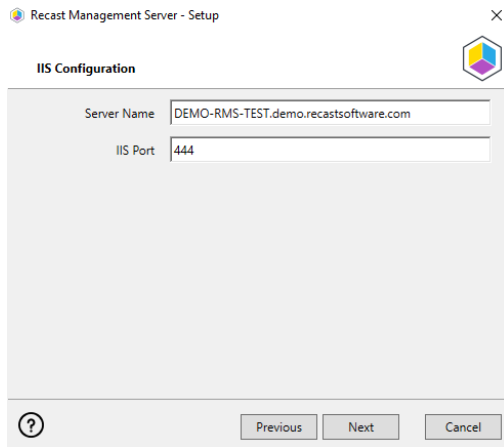 Recast Management Server - Setup
IIS Configuration
Server Name DEMO-RMS-TEST.demo.recastsoftware.com
IIS Port 444
? Previous Next Cancel